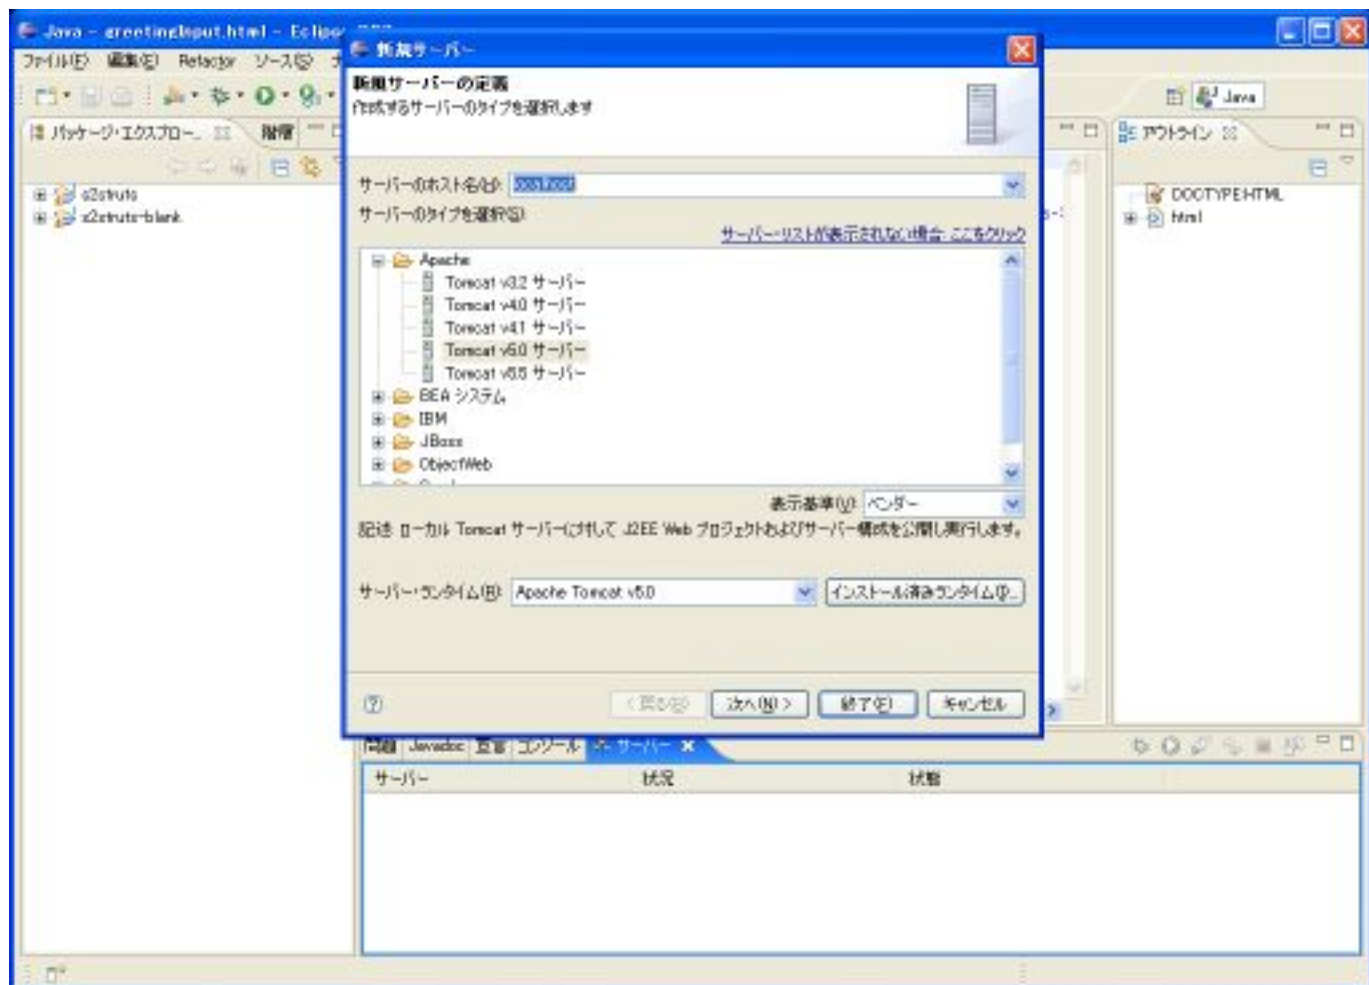 Java - greetingInput.html - Eclipse
ファイル(F) 編集(E) Refactor ソース(S)
Java
パッケージ・エクスプロー... 階層
s2struts
s2struts-blank
新規サーバー
新規サーバーの定義
作成するサーバーのタイプを選択します
サーバーのホスト名(H): localhost
サーバーのタイプを選択(S):
サーバー・リストが表示されない場合: ここをクリック
Apache
Tomcat v3.2 サーバー
Tomcat v4.0 サーバー
Tomcat v4.1 サーバー
Tomcat v5.0 サーバー
Tomcat v5.5 サーバー
BEA システム
IBM
JBoss
ObjectWeb
表示基準(V): ベンダー
記述: ローカル Tomcat サーバーに対して J2EE Web プロジェクトおよびサーバー構成を公開し実行します。
サーバー・ランタイム(R): Apache Tomcat v5.0 インストール済みランタイム(I)...
< 戻る(B) 次へ(N) > 終了(F) キャンセル
アウトライン
DOCTYPE:HTML
html
問題 Javadoc 宣言 コンソール サーバー
サーバー 状況 状態